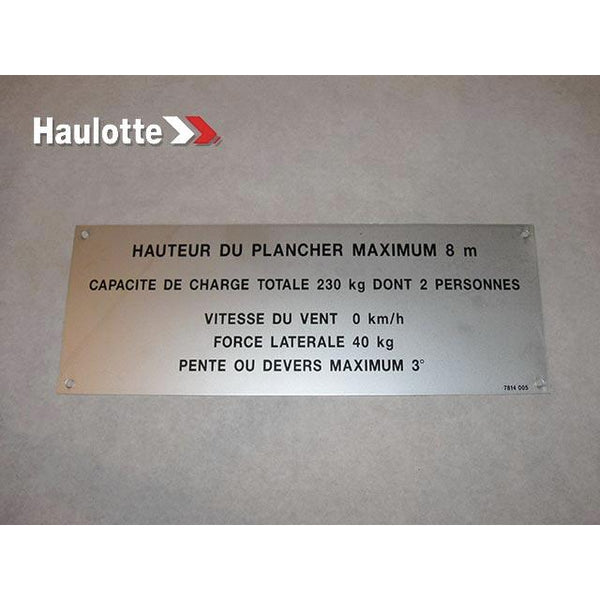 Haulotte
HAUTEUR DU PLANCHER MAXIMUM 8 m
CAPACITE DE CHARGE TOTALE 230 kg DONT 2 PERSONNES
VITESSE DU VENT 0 km/h
FORCE LATERALE 40 kg
PENTE OU DEVERS MAXIMUM 3°
7814 005